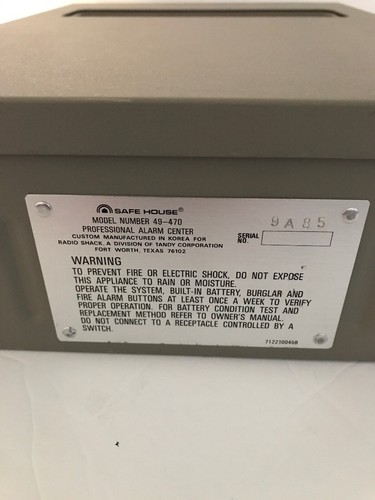 SAFE HOUSE®
MODEL NUMBER 49-470
PROFESSIONAL ALARM CENTER
CUSTOM MANUFACTURED IN KOREA FOR
RADIO SHACK, A DIVISION OF TANDY CORPORATION
FORT WORTH, TEXAS 76102
SERIAL
NO.
9A85
WARNING
TO PREVENT FIRE OR ELECTRIC SHOCK, DO NOT EXPOSE
THIS APPLIANCE TO RAIN OR MOISTURE.
OPERATE THE SYSTEM, BUILT-IN BATTERY, BURGLAR AND
FIRE ALARM BUTTONS AT LEAST ONCE A WEEK TO VERIFY
PROPER OPERATION. FOR BATTERY CONDITION TEST AND
REPLACEMENT METHOD REFER TO OWNER'S MANUAL.
DO NOT CONNECT TO A RECEPTACLE CONTROLLED BY A
SWITCH.
712210045B